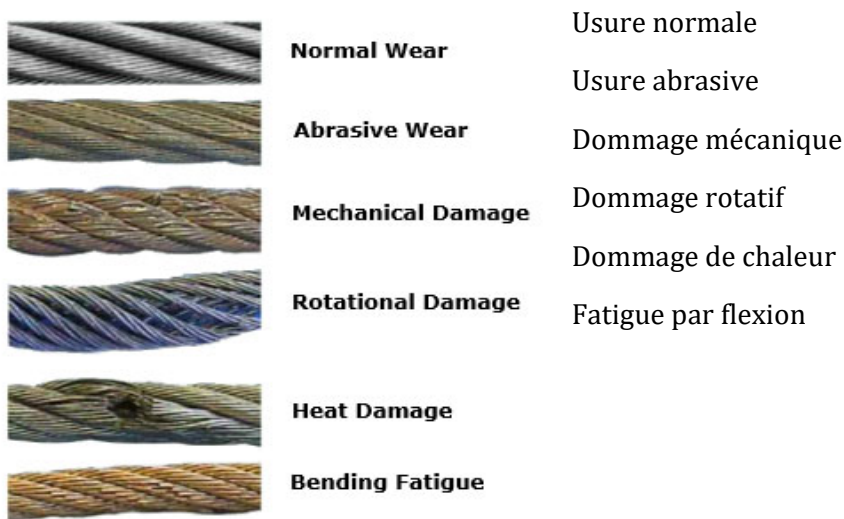 Normal Wear
Abrasive Wear
Mechanical Damage
Rotational Damage
Heat Damage
Bending Fatigue
Usure normale
Usure abrasive
Dommage mécanique
Dommage rotatif
Dommage de chaleur
Fatigue par flexion